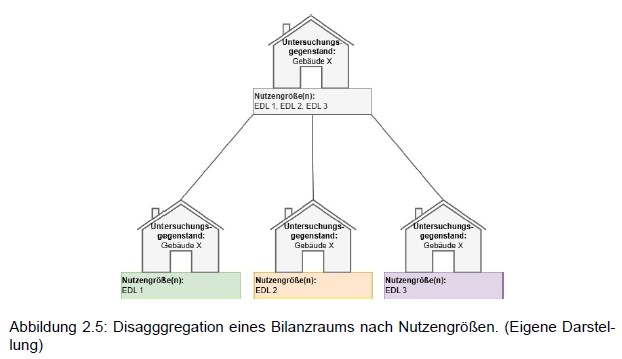 Untersuchungs-
gegenstand:
Gebäude X
Nutzengröße(n):
EDL 1, EDL 2, EDL 3
Untersuchungs-
gegenstand:
Gebäude X
Nutzengröße(n):
EDL 1
Untersuchungs-
gegenstand:
Gebäude X
Nutzengröße(n):
EDL 2
Untersuchungs-
gegenstand:
Gebäude X
Nutzengröße(n):
EDL 3
Abbildung 2.5: Disagggregation eines Bilanzraums nach Nutzengrößen. (Eigene Darstel-
lung)